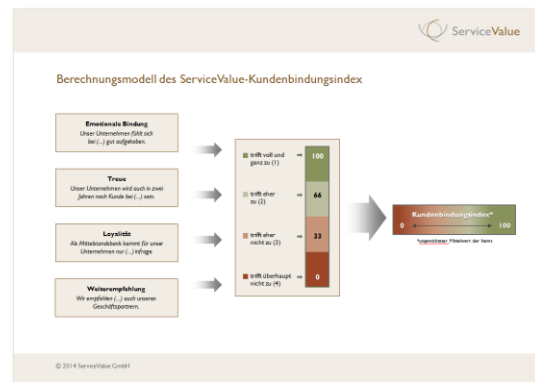 ServiceValue
Berechnungsmodell des ServiceValue-Kundenbindungsindex
Emotionale Bindung
Unser Unternehmen fühlt sich
bei (...) gut aufgehoben.
Treue
Unser Unternehmen wird auch in zwei
Jahren noch Kunde bei (...) sein.
Loyalität
Als Mittelstandsbank kommt für unser
Unternehmen nur (...) infrage.
Weiterempfehlung
Wir empfehlen (...) auch unseren
Geschäftspartnern.
trifft voll und
ganz zu (1)
= 100
trifft eher
zu (2)
= 66
trifft eher
nicht zu (3)
= 33
trifft überhaupt
nicht zu (4)
= 0
Kundenbindungsindex*
0 100
*ungewichteter Mittelwert der Items
© 2014 ServiceValue GmbH